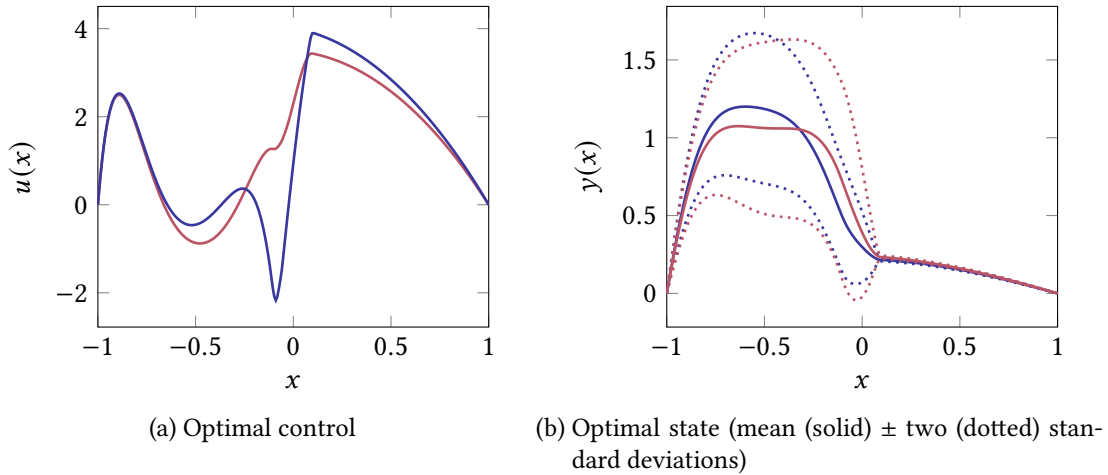 4
2
0
−2
u(x)
−1
−0.5
0
0.5
1
x
(a) Optimal control
1.5
1
0.5
0
y(x)
−1
−0.5
0
0.5
1
x
(b) Optimal state (mean (solid) ± two (dotted) stan-
dard deviations)